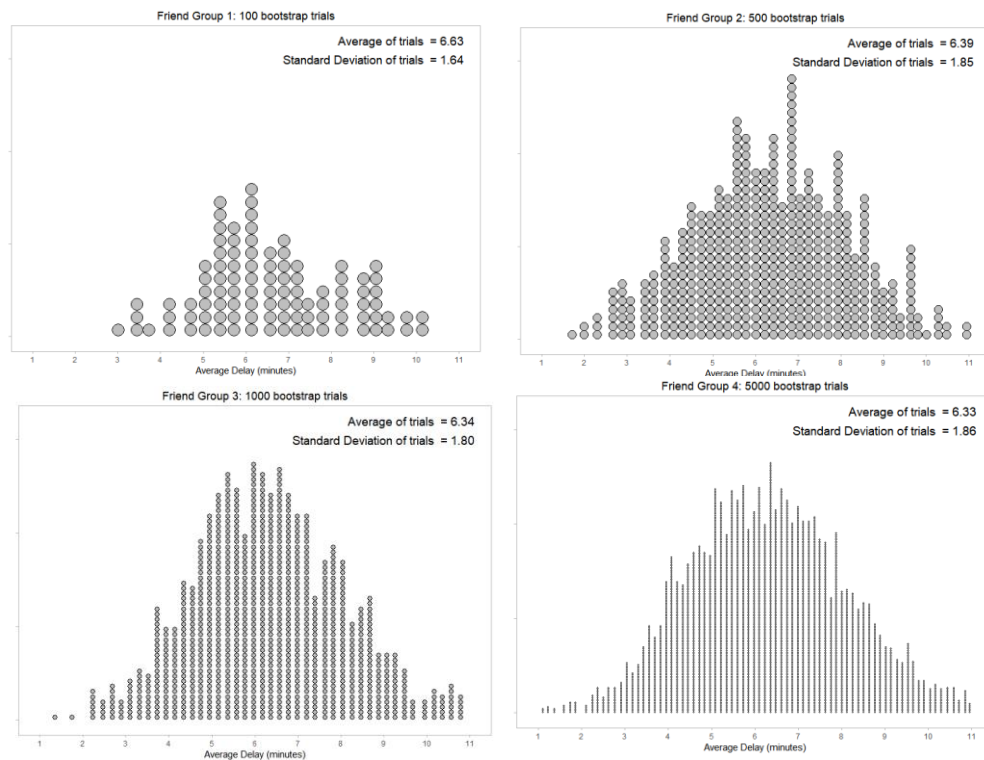 Friend Group 1: 100 bootstrap trials
Average of trials = 6.63
Standard Deviation of trials = 1.64
1 2 3 4 5 6 7 8 9 10 11
Average Delay (minutes)
Friend Group 2: 500 bootstrap trials
Average of trials = 6.39
Standard Deviation of trials = 1.85
1 2 3 4 5 6 7 8 9 10 11
Average Delay (minutes)
Friend Group 3: 1000 bootstrap trials
Average of trials = 6.34
Standard Deviation of trials = 1.80
1 2 3 4 5 6 7 8 9 10 11
Average Delay (minutes)
Friend Group 4: 5000 bootstrap trials
Average of trials = 6.33
Standard Deviation of trials = 1.86
1 2 3 4 5 6 7 8 9 10 11
Average Delay (minutes)